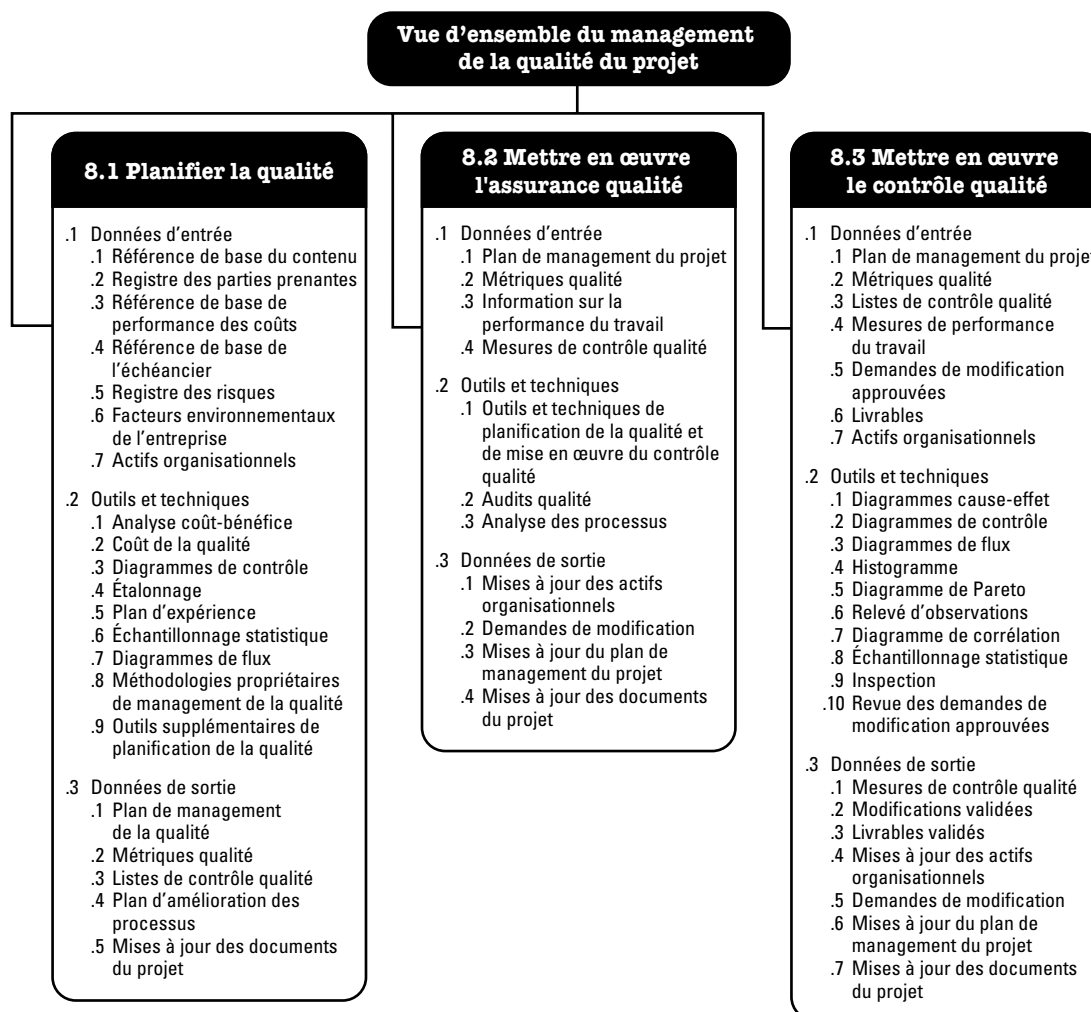 Vue d’ensemble du management
de la qualité du projet
8.1 Planifier la qualité
.1 Données d'entrée
.1 Référence de base du contenu
.2 Registre des parties prenantes
.3 Référence de base de
performance des coûts
.4 Référence de base de
l’échéancier
.5 Registre des risques
.6 Facteurs environnementaux
de l’entreprise
.7 Actifs organisationnels
.2 Outils et techniques
.1 Analyse coût-bénéfice
.2 Coût de la qualité
.3 Diagrammes de contrôle
.4 Étalonnage
.5 Plan d’expérience
.6 Échantillonnage statistique
.7 Diagrammes de flux
.8 Méthodologies propriétaires
de management de la qualité
.9 Outils supplémentaires de
planification de la qualité
.3 Données de sortie
.1 Plan de management
de la qualité
.2 Métriques qualité
.3 Listes de contrôle qualité
.4 Plan d’amélioration des
processus
.5 Mises à jour des documents
du projet
8.2 Mettre en œuvre
l'assurance qualité
.1 Données d'entrée
.1 Plan de management du projet
.2 Métriques qualité
.3 Information sur la
performance du travail
.4 Mesures de contrôle qualité
.2 Outils et techniques
.1 Outils et techniques de
planification de la qualité et
de mise en œuvre du contrôle
qualité
.2 Audits qualité
.3 Analyse des processus
.3 Données de sortie
.1 Mises à jour des actifs
organisationnels
.2 Demandes de modification
.3 Mises à jour du plan de
management du projet
.4 Mises à jour des documents
du projet
8.3 Mettre en œuvre
le contrôle qualité
.1 Données d'entrée
.1 Plan de management du projet
.2 Métriques qualité
.3 Listes de contrôle qualité
.4 Mesures de performance
du travail
.5 Demandes de modification
approuvées
.6 Livrables
.7 Actifs organisationnels
.2 Outils et techniques
.1 Diagrammes cause-effet
.2 Diagrammes de contrôle
.3 Diagrammes de flux
.4 Histogramme
.5 Diagramme de Pareto
.6 Relevé d’observations
.7 Diagramme de corrélation
.8 Échantillonnage statistique
.9 Inspection
.10 Revue des demandes de
modification approuvées
.3 Données de sortie
.1 Mesures de contrôle qualité
.2 Modifications validées
.3 Livrables validés
.4 Mises à jour des actifs
organisationnels
.5 Demandes de modification
.6 Mises à jour du plan de
management du projet
.7 Mises à jour des documents
du projet